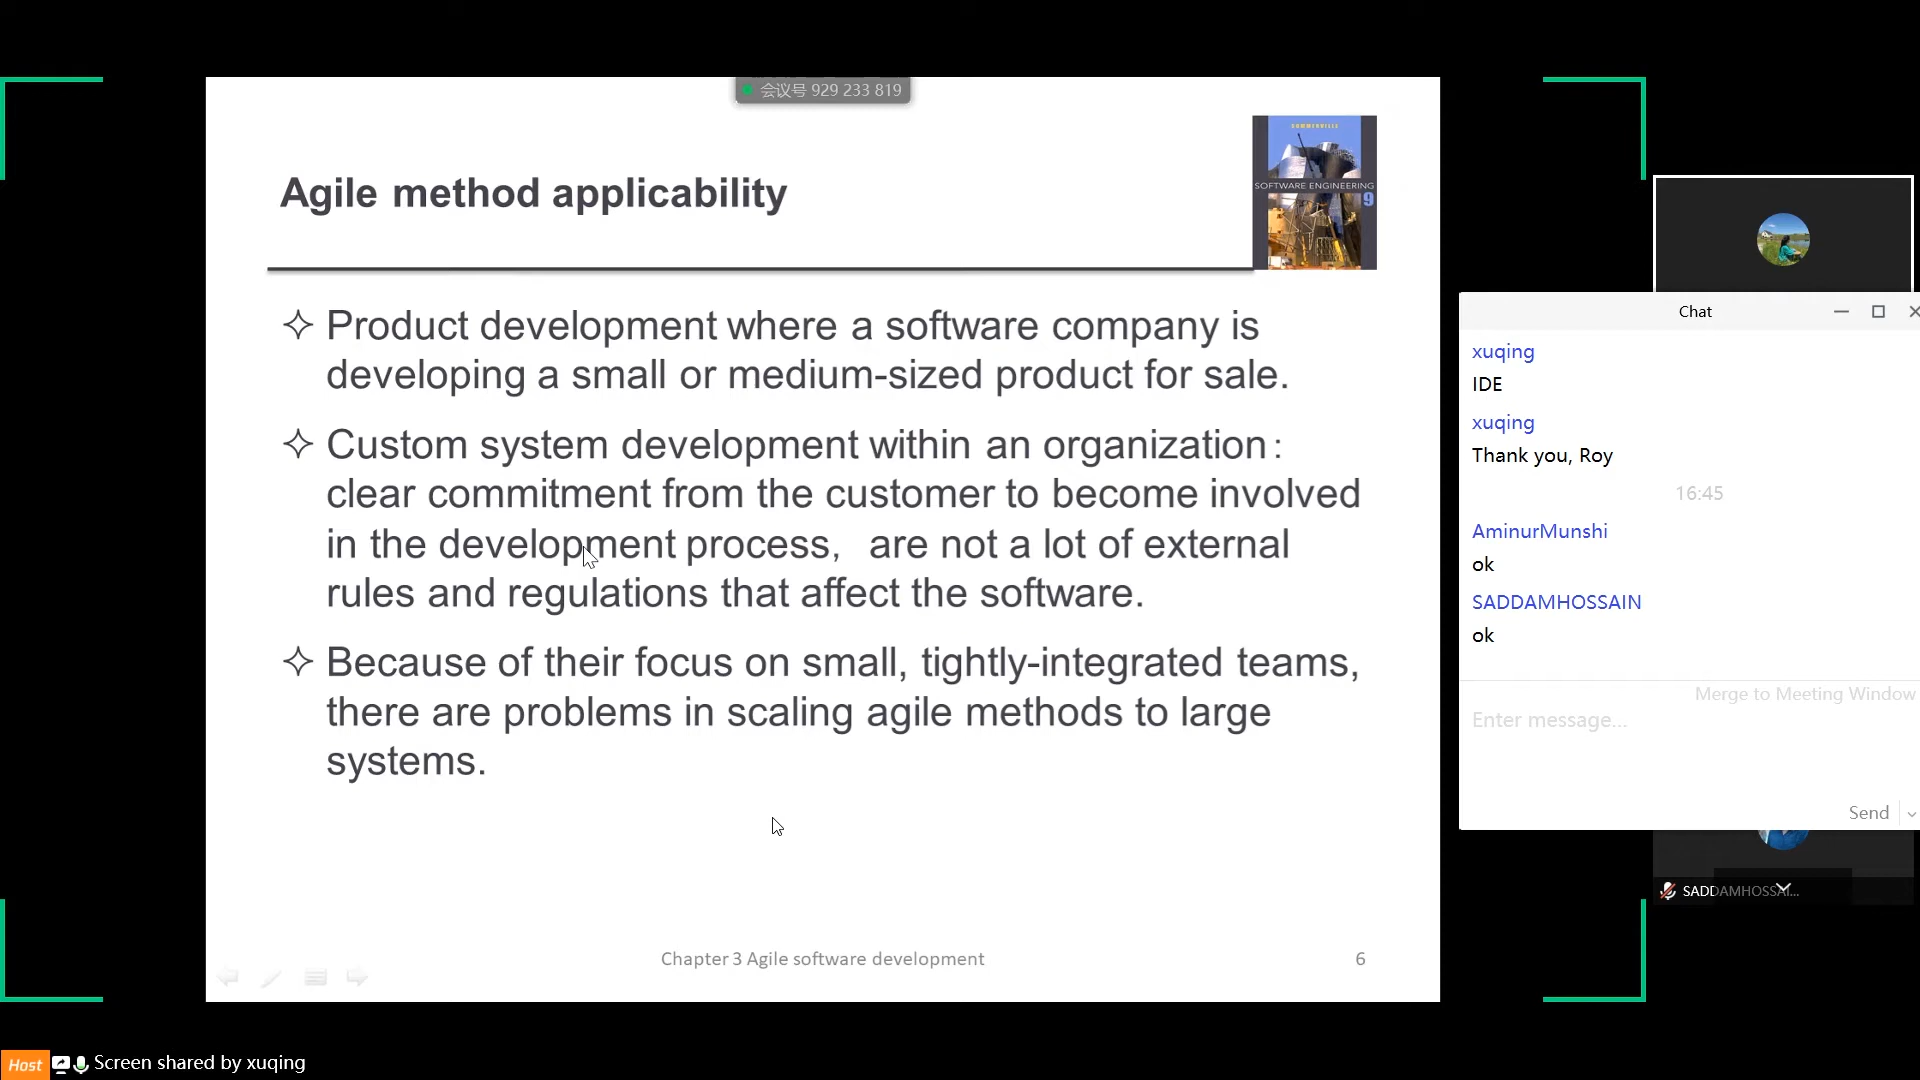 会议号 929 233 819
Agile method applicability
SOMMERVILLE
SOFTWARE ENGINEERING
9
Product development where a software company is
developing a small or medium-sized product for sale.
Custom system development within an organization:
clear commitment from the customer to become involved
in the development process, are not a lot of external
rules and regulations that affect the software.
Because of their focus on small, tightly-integrated teams,
there are problems in scaling agile methods to large
systems.
Chapter 3 Agile software development
6
Chat
xuqing
IDE
xuqing
Thank you, Roy
16:45
AminurMunshi
ok
SADDAMHOSSAIN
ok
Merge to Meeting Window
Enter message...
Send
SADDAMHOSSAI...
Host
Screen shared by xuqing